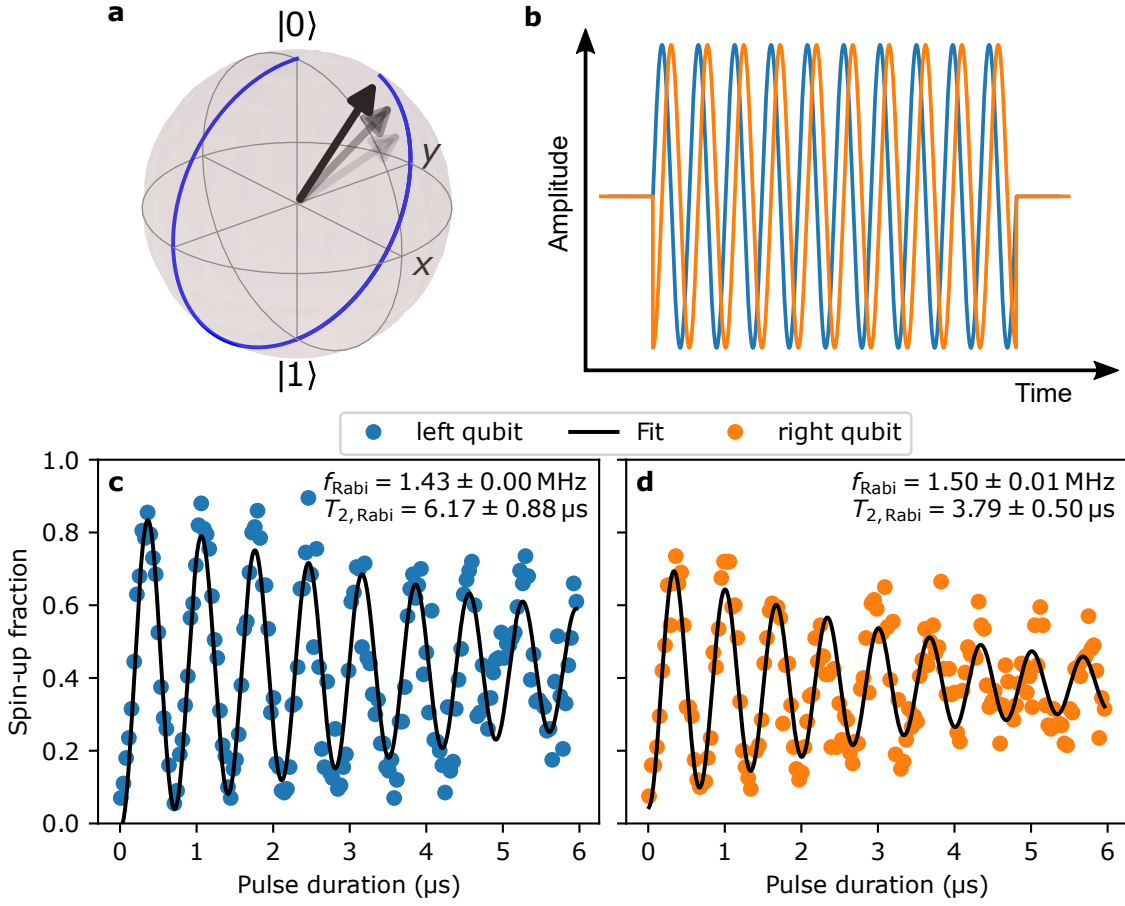 a
|0⟩
y
x
|1⟩
b
Amplitude
Time
left qubit
Fit
right qubit
c
f_Rabi = 1.43 ± 0.00 MHz
T_2,Rabi = 6.17 ± 0.88 µs
Spin-up fraction
1.0
0.8
0.6
0.4
0.2
0.0
0 1 2 3 4 5 6
Pulse duration (µs)
d
f_Rabi = 1.50 ± 0.01 MHz
T_2,Rabi = 3.79 ± 0.50 µs
0 1 2 3 4 5 6
Pulse duration (µs)